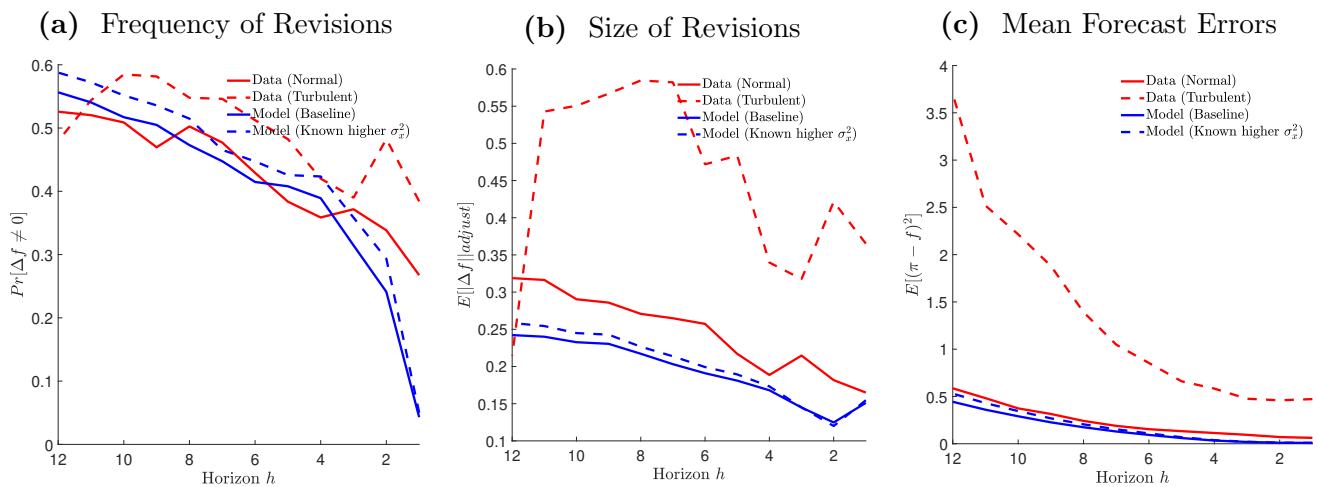 (a) Frequency of Revisions
0.6
0.5
0.4
0.3
0.2
0.1
0
Pr[Δf ≠ 0]
12 10 8 6 4 2
Horizon h
Data (Normal)
Data (Turbulent)
Model (Baseline)
Model (Known higher σ²ₓ)
(b) Size of Revisions
0.6
0.55
0.5
0.45
0.4
0.35
0.3
0.25
0.2
0.15
0.1
E[|Δf||adjust]
12 10 8 6 4 2
Horizon h
Data (Normal)
Data (Turbulent)
Model (Baseline)
Model (Known higher σ²ₓ)
(c) Mean Forecast Errors
4
3.5
3
2.5
2
1.5
1
0.5
0
E[(π − f)²]
12 10 8 6 4 2
Horizon h
Data (Normal)
Data (Turbulent)
Model (Baseline)
Model (Known higher σ²ₓ)